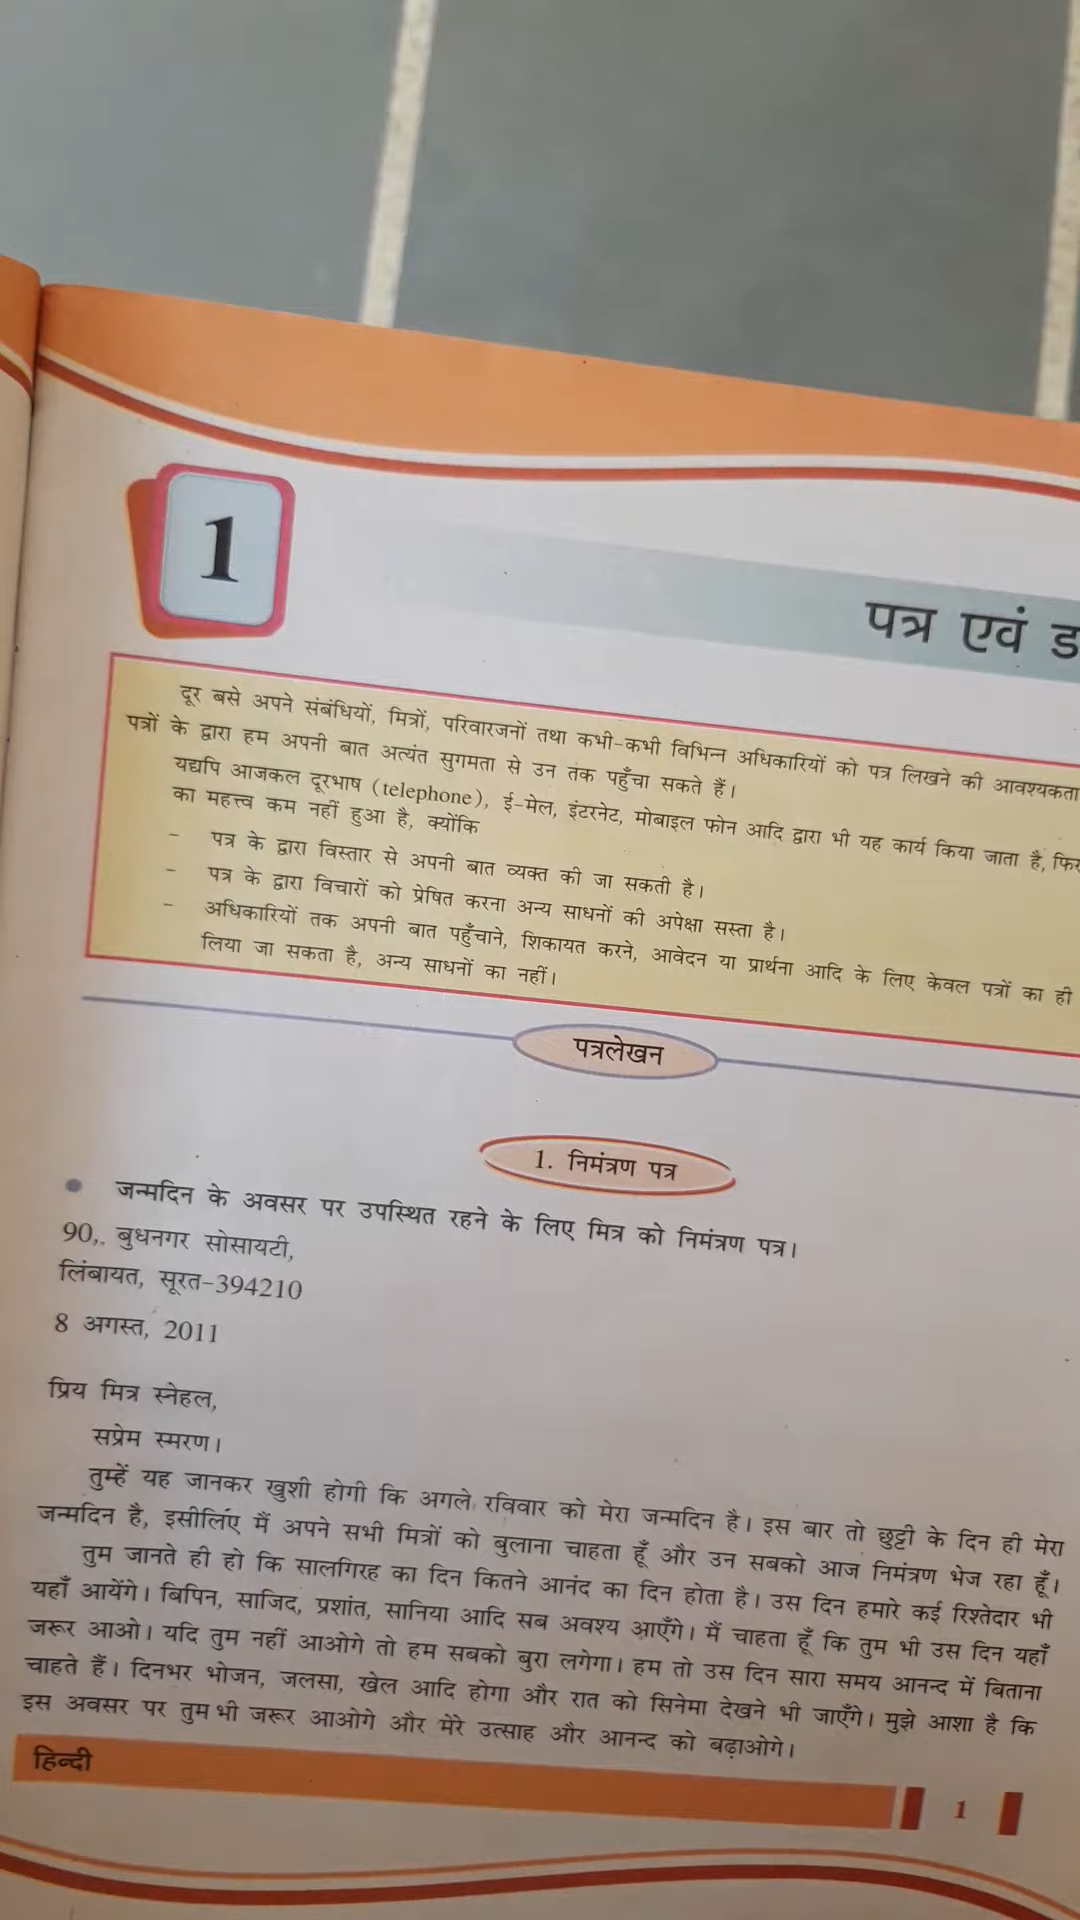 1
पत्र एवं
दूर बसे अपने संबंधियों, मित्रों, परिवारजनों तथा कभी-कभी विभिन्न अधिकारियों को पत्र लिखने की आवश्यकता
पत्रों के द्वारा हम अपनी बात अत्यंत सुगमता से उन तक पहुँचा सकते हैं।
यद्यपि आजकल दूरभाष (telephone), ई-मेल, इंटरनेट, मोबाइल फोन आदि द्वारा भी यह कार्य किया जाता है, फिर
का महत्त्व कम नहीं हुआ है, क्योंकि
- पत्र के द्वारा विस्तार से अपनी बात व्यक्त की जा सकती है।
- पत्र के द्वारा विचारों को प्रेषित करना अन्य साधनों की अपेक्षा सस्ता है।
- अधिकारियों तक अपनी बात पहुँचाने, शिकायत करने, आवेदन या प्रार्थना आदि के लिए केवल पत्रों का ही
लिया जा सकता है, अन्य साधनों का नहीं।
पत्रलेखन
1. निमंत्रण पत्र
● जन्मदिन के अवसर पर उपस्थित रहने के लिए मित्र को निमंत्रण पत्र।
90,. बुधनगर सोसायटी,
लिंबायत, सूरत-394210
8 अगस्त, 2011
प्रिय मित्र स्नेहल,
सप्रेम स्मरण।
तुम्हें यह जानकर खुशी होगी कि अगले रविवार को मेरा जन्मदिन है। इस बार तो छुट्टी के दिन ही मेरा
जन्मदिन है, इसीलिए मैं अपने सभी मित्रों को बुलाना चाहता हूँ और उन सबको आज निमंत्रण भेज रहा हूँ।
तुम जानते ही हो कि सालगिरह का दिन कितने आनंद का दिन होता है। उस दिन हमारे कई रिश्तेदार भी
यहाँ आयेंगे। बिपिन, साजिद, प्रशांत, सानिया आदि सब अवश्य आएँगे। मैं चाहता हूँ कि तुम भी उस दिन यहाँ
जरूर आओ। यदि तुम नहीं आओगे तो हम सबको बुरा लगेगा। हम तो उस दिन सारा समय आनन्द में बिताना
चाहते हैं। दिनभर भोजन, जलसा, खेल आदि होगा और रात को सिनेमा देखने भी जाएँगे। मुझे आशा है कि
इस अवसर पर तुम भी जरूर आओगे और मेरे उत्साह और आनन्द को बढ़ाओगे।
हिन्दी
1